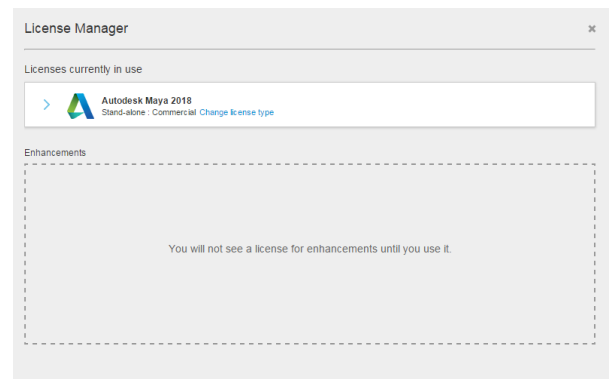 License Manager
Licenses currently in use
Autodesk Maya 2018
Stand-alone : Commercial Change license type
Enhancements
You will not see a license for enhancements until you use it.